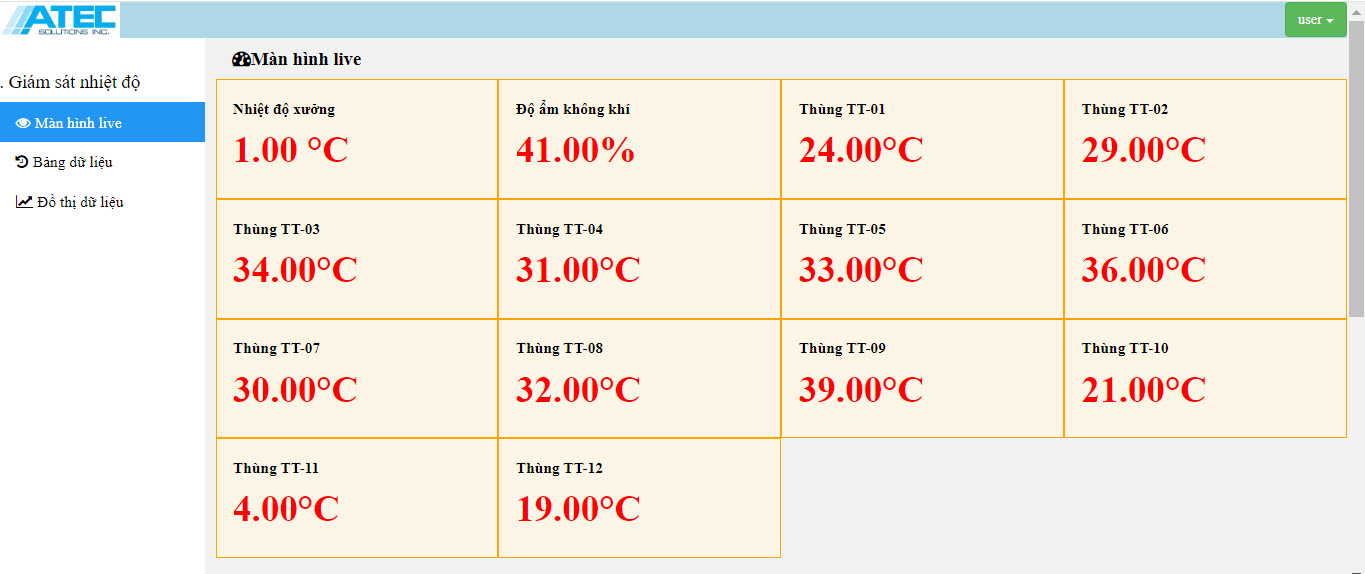 ATEC
SOLUTIONS INC.
user
. Giám sát nhiệt độ
Màn hình live
Bảng dữ liệu
Đồ thị dữ liệu
Màn hình live
Nhiệt độ xưởng
1.00 °C
Độ ẩm không khí
41.00%
Thùng TT-01
24.00°C
Thùng TT-02
29.00°C
Thùng TT-03
34.00°C
Thùng TT-04
31.00°C
Thùng TT-05
33.00°C
Thùng TT-06
36.00°C
Thùng TT-07
30.00°C
Thùng TT-08
32.00°C
Thùng TT-09
39.00°C
Thùng TT-10
21.00°C
Thùng TT-11
4.00°C
Thùng TT-12
19.00°C